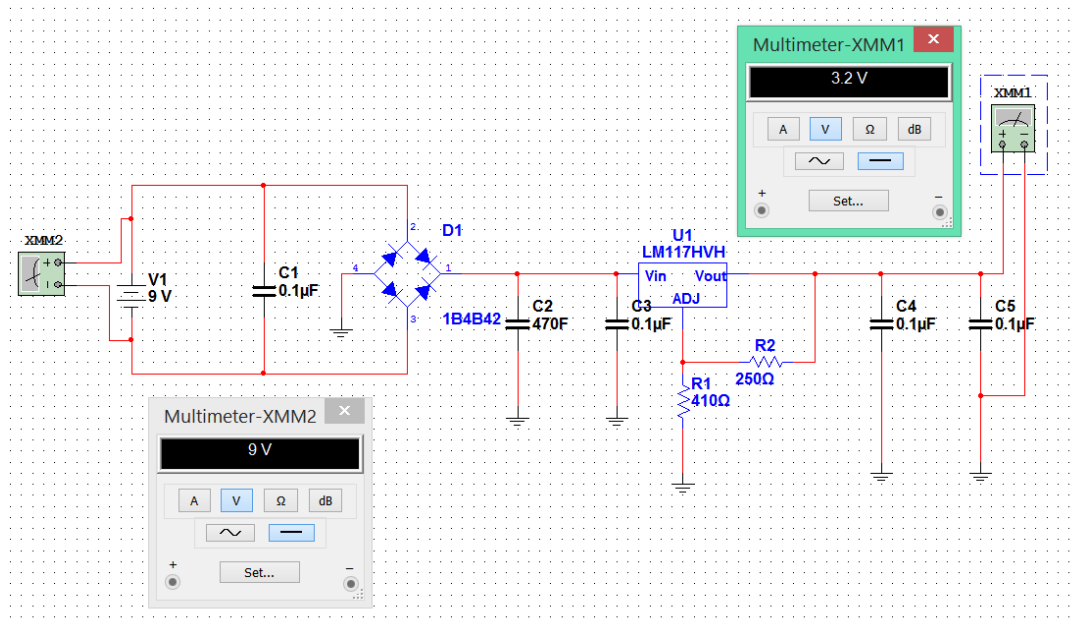 Multimeter-XMM1
3.2 V
A V Ω dB
Set...
+ −
XMM1
+ −
XMM2
+
−
V1
9 V
C1
0.1µF
D1
2
4
1
3
1B4B42
C2
470F
C3
0.1µF
U1
LM117HVH
Vin Vout
ADJ
R2
250Ω
R1
410Ω
C4
0.1µF
C5
0.1µF
Multimeter-XMM2
9 V
A V Ω dB
Set...
+ −